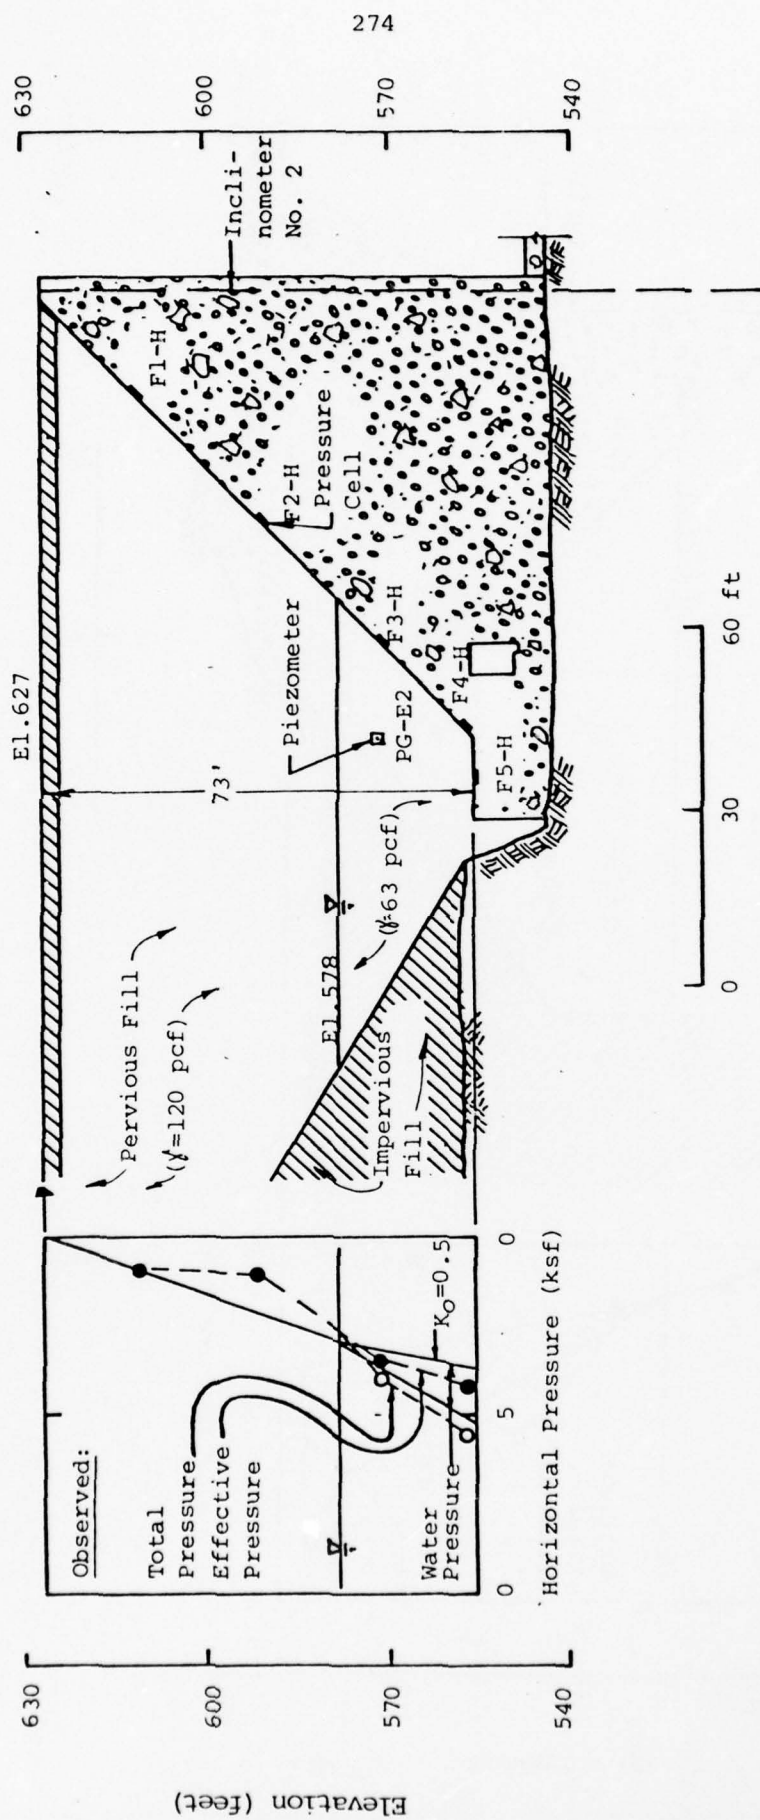 274
630
600
570
540
Incli-
nometer
No. 2
F1-H
F2-H
Pressure
Cell
F3-H
F4-H
F5-H
El.627
Piezometer
PG-E2
73'
(γ=63 pcf)
El.578
Pervious Fill
(γ=120 pcf)
Impervious
Fill
60 ft
30
0
Observed:
Total
Pressure
Effective
Pressure
Water
Pressure
K₀=0.5
0
5
0
Horizontal Pressure (ksf)
630
600
570
540
Elevation (feet)